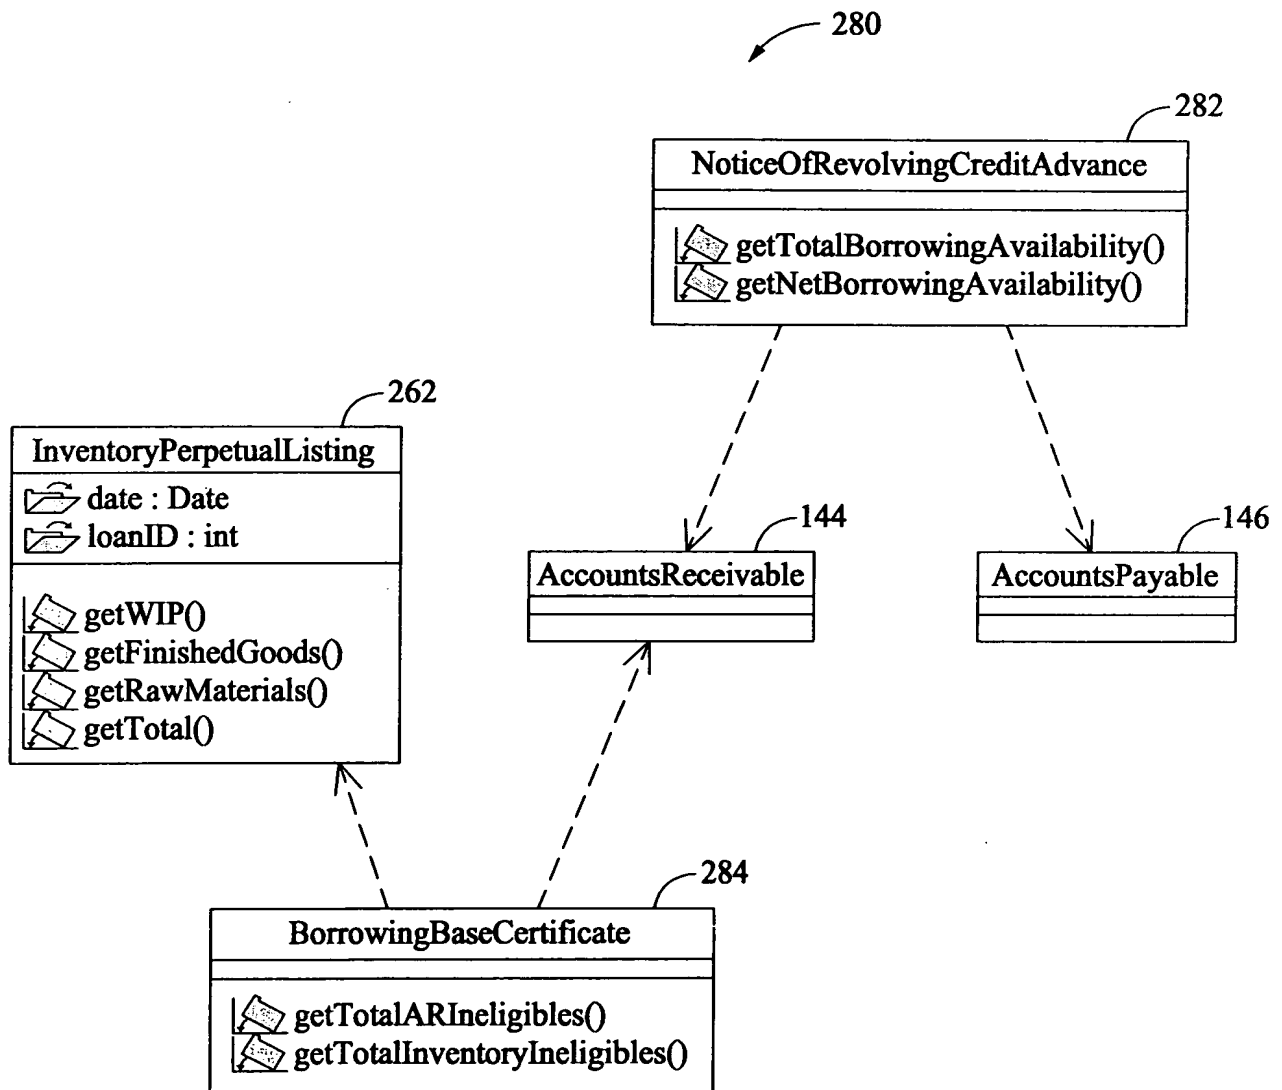 280
282
NoticeOfRevolvingCreditAdvance
getTotalBorrowingAvailability()
getNetBorrowingAvailability()
262
InventoryPerpetualListing
date : Date
loanID : int
getWIP()
getFinishedGoods()
getRawMaterials()
getTotal()
144
AccountsReceivable
146
AccountsPayable
284
BorrowingBaseCertificate
getTotalARIneligibles()
getTotalInventoryIneligibles()